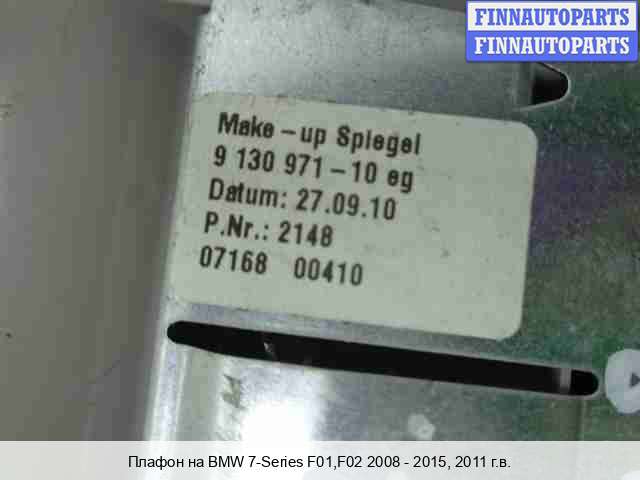 FINNAUTOPARTS
FINNAUTOPARTS
Make-up Spiegel
9 130 971-10 eg
Datum: 27.09.10
P.Nr.: 2148
07168 00410
Плафон на BMW 7-Series F01,F02 2008 - 2015, 2011 г.в.